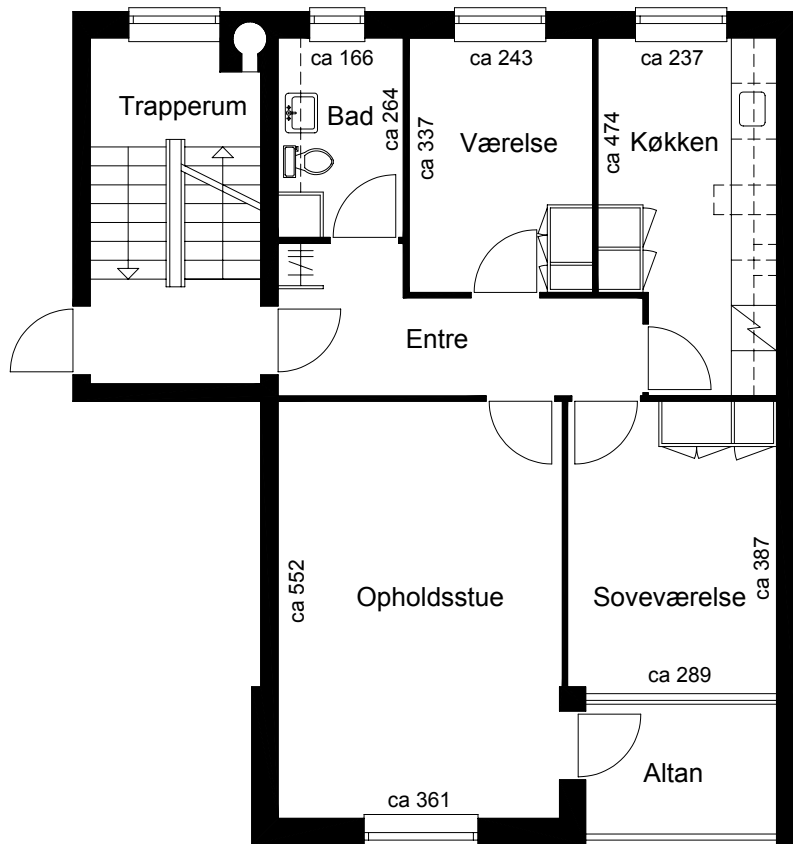 ca 166
ca 243
ca 237
Trapperum
Bad
ca 264
ca 337
Værelse
ca 474
Køkken
Entre
ca 552
Opholdsstue
Soveværelse
ca 387
ca 289
Altan
ca 361